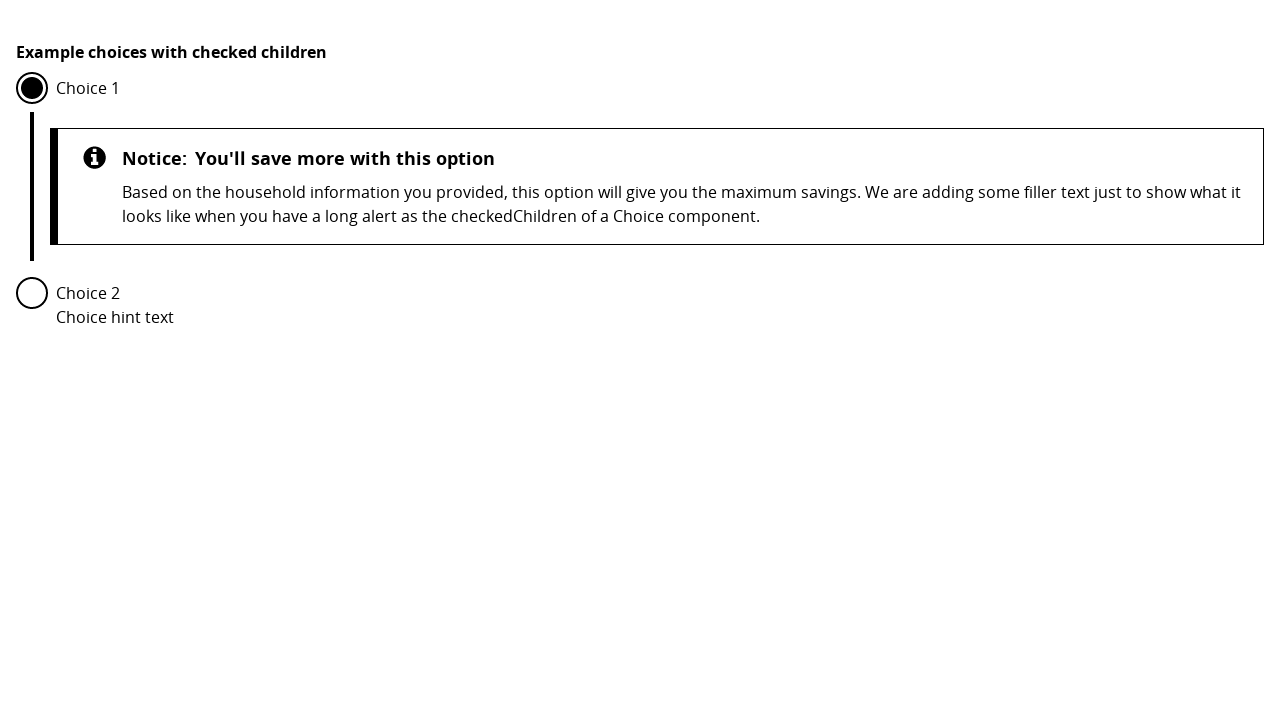 Example choices with checked children
Choice 1
Notice: You'll save more with this option
Based on the household information you provided, this option will give you the maximum savings. We are adding some filler text just to show what it
looks like when you have a long alert as the checkedChildren of a Choice component.
Choice 2
Choice hint text